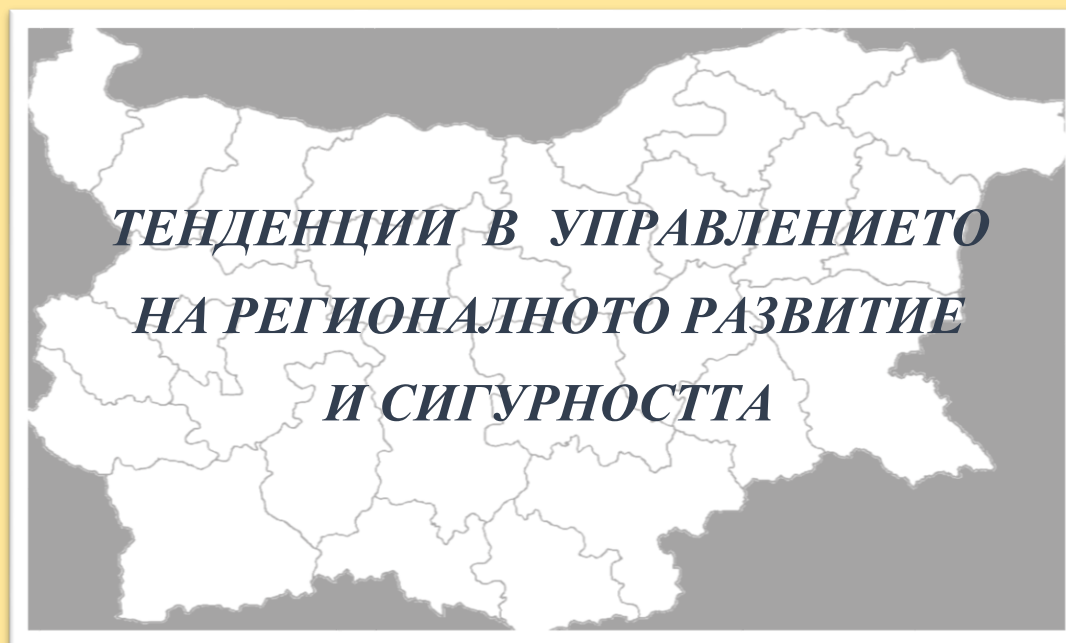 ТЕНДЕНЦИИ В УПРАВЛЕНИЕТО
НА РЕГИОНАЛНОТО РАЗВИТИЕ
И СИГУРНОСТТА